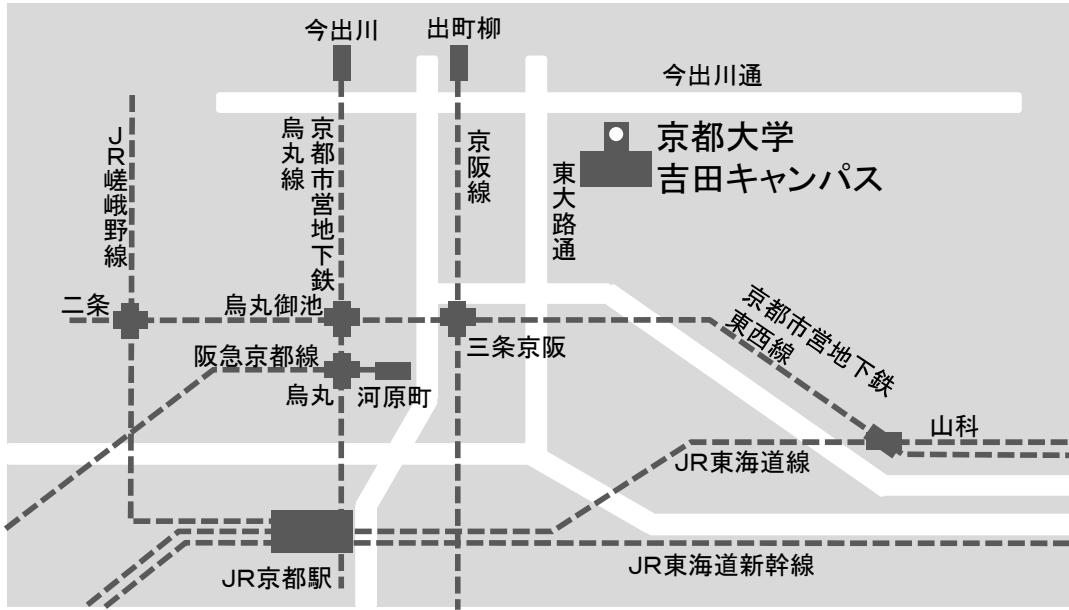 今出川
出町柳
今出川通
京都大学
吉田キャンパス
JR嵯峨野線
京都市営地下鉄
烏丸線
京阪線
東大路通
二条
烏丸御池
三条京阪
京都市営地下鉄
東西線
阪急京都線
烏丸
河原町
山科
JR東海道線
JR東海道新幹線
JR京都駅